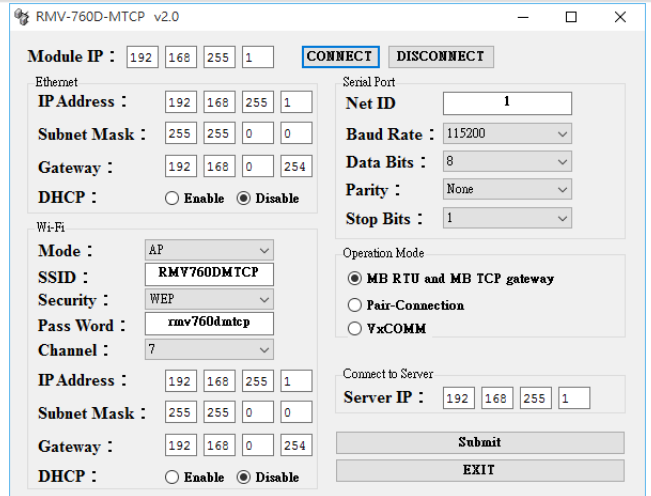 RMV-760D-MTCP v2.0
Module IP : 192 168 255 1 CONNECT DISCONNECT
Ethernet
IP Address : 192 168 255 1
Subnet Mask : 255 255 0 0
Gateway : 192 168 0 254
DHCP : Enable Disable
Wi-Fi
Mode : AP
SSID : RMV760DMTCP
Security : WEP
Pass Word : rmv760dmtcp
Channel : 7
IP Address : 192 168 255 1
Subnet Mask : 255 255 0 0
Gateway : 192 168 0 254
DHCP : Enable Disable
Serial Port
Net ID 1
Baud Rate : 115200
Data Bits : 8
Parity : None
Stop Bits : 1
Operation Mode
MB RTU and MB TCP gateway
Pair-Connection
VxCOMM
Connect to Server
Server IP : 192 168 255 1
Submit
EXIT